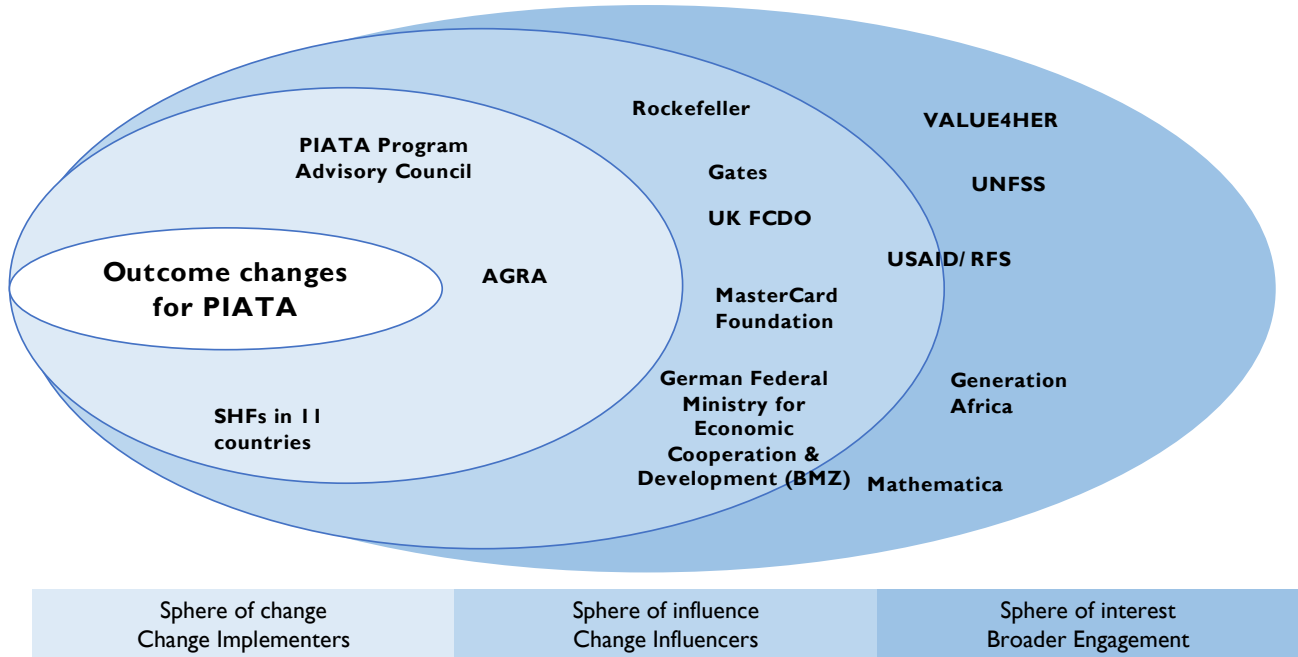 Rockefeller
VALUE4HER
PIATA Program
Advisory Council
Gates
UNFSS
UK FCDO
Outcome changes
for PIATA
AGRA
USAID/ RFS
MasterCard
Foundation
German Federal
Ministry for
Economic
Cooperation &
Development (BMZ)
Generation
Africa
SHFs in 11
countries
Mathematica
Sphere of change
Change Implementers
Sphere of influence
Change Influencers
Sphere of interest
Broader Engagement